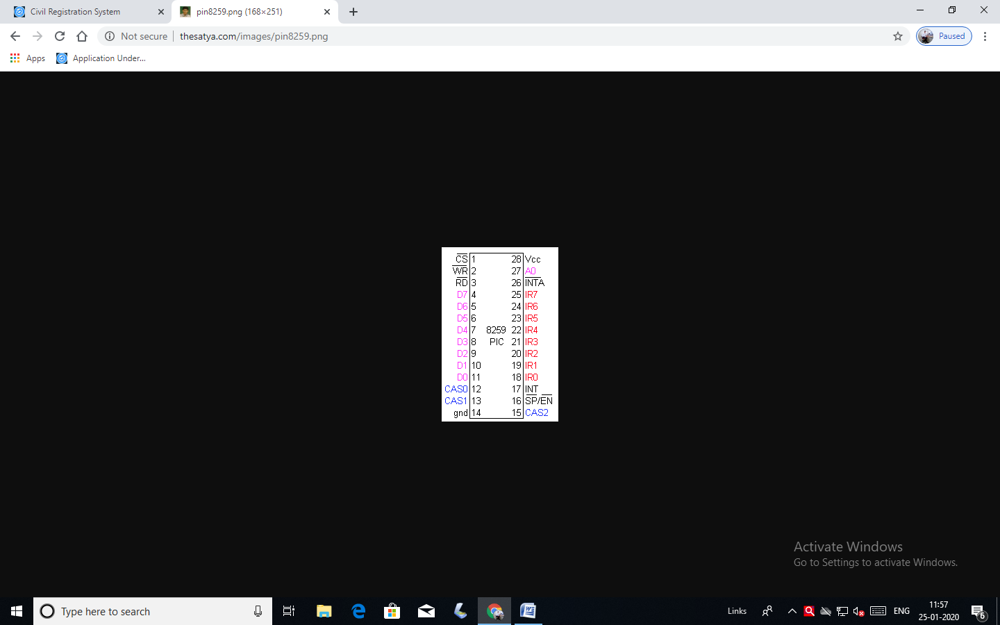 Civil Registration System
pin8259.png (168×251)
Not secure
thesatya.com/images/pin8259.png
Paused
Apps
Application Under...
CS 1 28 Vcc
WR 2 27 A0
RD 3 26 INTA
D7 4 25 IR7
D6 5 24 IR6
D5 6 23 IR5
D4 7 8259 22 IR4
D3 8 PIC 21 IR3
D2 9 20 IR2
D1 10 19 IR1
D0 11 18 IR0
CAS0 12 17 INT
CAS1 13 16 SP/EN
gnd 14 15 CAS2
Activate Windows
Go to Settings to activate Windows.
Type here to search
Links
ENG
11:57
25-01-2020
6